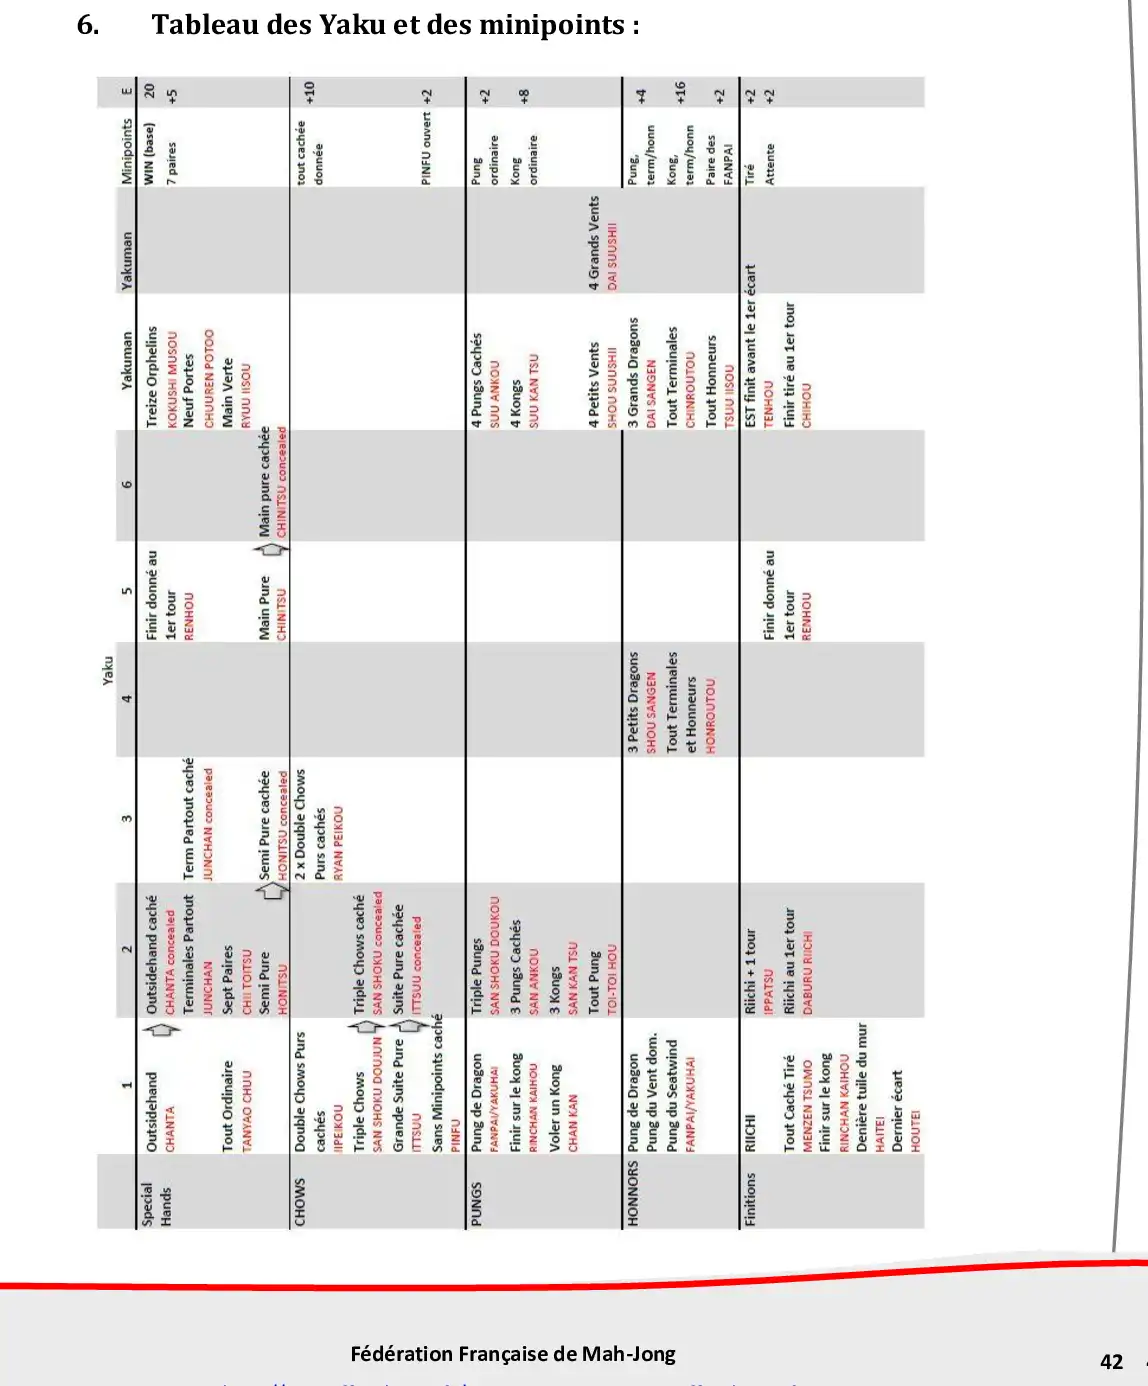 6. Tableau des Yaku et des minipoints :
Yaku
1 2 3 4 5 6 Yakuman Yakuman Minipoints E
Special
Hands
Outsidehand
CHANTA
Tout Ordinaire
TANYAO CHUU
Outsidehand caché
CHANTA concealed
Terminales Partout
JUNCHAN
Sept Paires
CHII TOITSU
Semi Pure
HONITSU
Term Partout caché
JUNCHAN concealed
Semi Pure cachée
HONITSU concealed
Finir donné au
1er tour
RENHOU
Main Pure
CHINITSU
Main pure cachée
CHINITSU concealed
Treize Orphelins
KOKUSHI MUSOU
Neuf Portes
CHUUREN POTOO
Main Verte
RYUU IISOU
WIN (base) 20
7 paires +5
CHOWS
Double Chows Purs
cachés
IIPEIKOU
Triple Chows
SAN SHOKU DOUJUN
Grande Suite Pure
ITTSUU
Sans Minipoints caché
PINFU
Triple Chows caché
SAN SHOKU concealed
Suite Pure cachée
ITTSUU concealed
2 x Double Chows
Purs cachés
RYAN PEIKOU
tout cachée +10
donnée
PINFU ouvert +2
PUNGS
Pung de Dragon
FANPAI/YAKUHAI
Finir sur le kong
RINCHAN KAIHOU
Voler un Kong
CHAN KAN
Triple Pungs
SAN SHOKU DOUKOU
3 Pungs Cachés
SAN ANKOU
3 Kongs
SAN KAN TSU
Tout Pung
TOI-TOI HOU
4 Pungs Cachés
SUU ANKOU
4 Kongs
SUU KAN TSU
4 Petits Vents
SHOU SUUSHII
4 Grands Vents
DAI SUUSHII
Pung +2
ordinaire
Kong +8
ordinaire
HONNORS
Pung de Dragon
Pung du Vent dom.
Pung du Seatwind
FANPAI/YAKUHAI
3 Petits Dragons
SHOU SANGEN
Tout Terminales
et Honneurs
HONROUTOU
3 Grands Dragons
DAI SANGEN
Tout Terminales
CHINROUTOU
Tout Honneurs
TSUU IISOU
Pung, +4
term/honn
Kong, +16
term/honn
Paire des +2
FANPAI
Finitions
RIICHI
Tout Caché Tiré
MENZEN TSUMO
Finir sur le kong
RIINCHAN KAIHOU
Denière tuile du mur
HAITEI
Dernier écart
HOUTEI
Riichi + 1 tour
IPPATSU
Riichi au 1er tour
DABURU RIICHI
Finir donné au
1er tour
RENHOU
EST finit avant le 1er écart
TENHOU
Finir tiré au 1er tour
CHIHOU
Tiré +2
Attente +2
Fédération Française de Mah-Jong
42